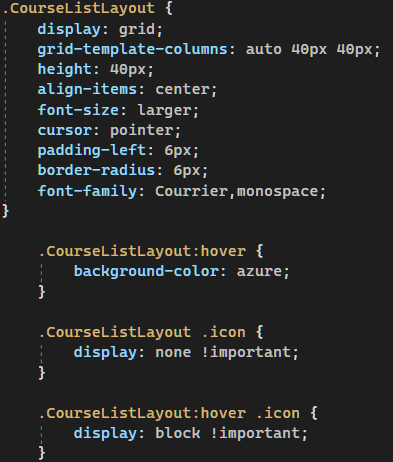 .CourseListLayout {
    display: grid;
    grid-template-columns: auto 40px 40px;
    height: 40px;
    align-items: center;
    font-size: larger;
    cursor: pointer;
    padding-left: 6px;
    border-radius: 6px;
    font-family: Courrier,monospace;
}
    .CourseListLayout:hover {
        background-color: azure;
    }
    .CourseListLayout .icon {
        display: none !important;
    }
    .CourseListLayout:hover .icon {
        display: block !important;
    }